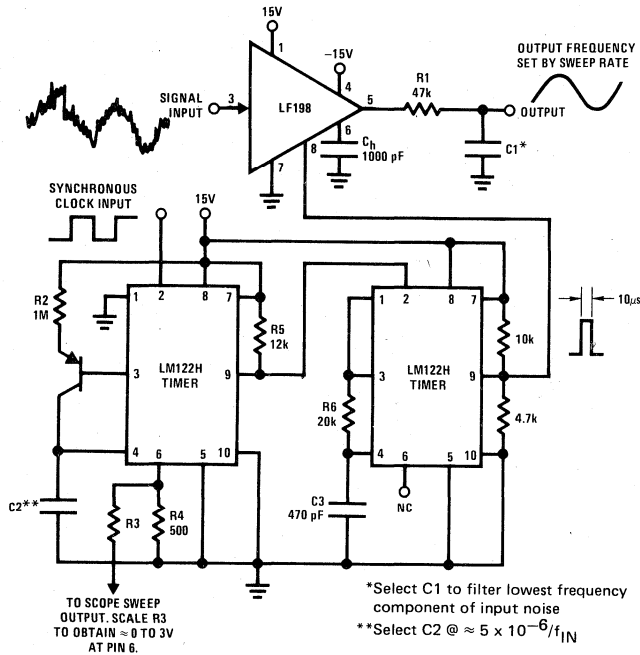 15V
1
−15V
4
OUTPUT FREQUENCY
SET BY SWEEP RATE
SIGNAL
INPUT
3
LF198
5
R1
47k
OUTPUT
6
8
Ch
1000 pF
C1*
7
SYNCHRONOUS
CLOCK INPUT
15V
R2
1M
1
2
8
7
R5
12k
3
LM122H
TIMER
9
4
6
5
10
C2**
R3
R4
500
1
2
8
7
10k
10µs
3
LM122H
TIMER
9
R6
20k
4.7k
4
6
5
10
C3
470 pF
NC
TO SCOPE SWEEP
OUTPUT. SCALE R3
TO OBTAIN ≈ 0 TO 3V
AT PIN 6.
*Select C1 to filter lowest frequency
component of input noise
**Select C2 @ ≈ 5 x 10−6/fIN